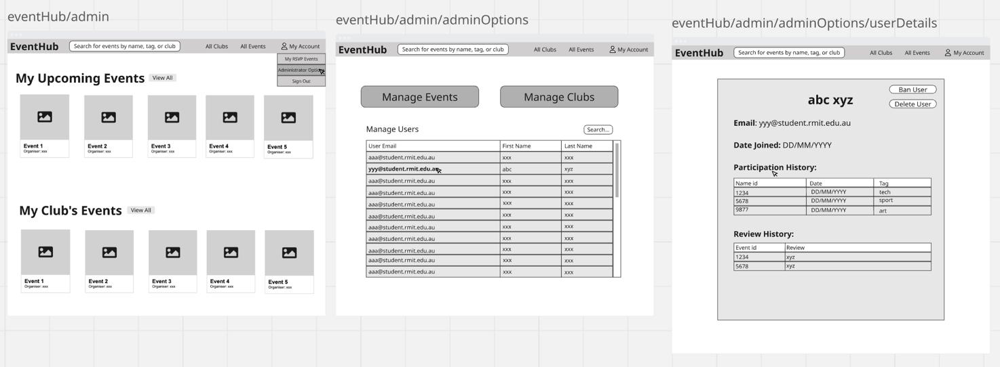 eventHub/admin
EventHub
Search for events by name, tag, or club
All Clubs
All Events
My Account
My RSVP Events
Administrator
Sign Out
My Upcoming Events
View All
Event 1
Organiser: xxx
Event 2
Organiser: xxx
Event 3
Organiser: xxx
Event 4
Organiser: xxx
Event 5
Organiser: xxx
My Club's Events
View All
Event 1
Organiser: xxx
Event 2
Organiser: xxx
Event 3
Organiser: xxx
Event 4
Organiser: xxx
Event 5
Organiser: xxx
eventHub/admin/adminOptions
EventHub
Search for events by name, tag, or club
All Clubs
All Events
My Account
Manage Events
Manage Clubs
Manage Users
Search...
User Email First Name Last Name
aaa@student.rmit.edu.au xxx xxx
yyy@student.rmit.edu.au abc xyz
aaa@student.rmit.edu.au xxx xxx
aaa@student.rmit.edu.au xxx xxx
aaa@student.rmit.edu.au xxx xxx
aaa@student.rmit.edu.au xxx xxx
aaa@student.rmit.edu.au xxx xxx
aaa@student.rmit.edu.au xxx xxx
aaa@student.rmit.edu.au xxx xxx
aaa@student.rmit.edu.au xxx xxx
aaa@student.rmit.edu.au xxx xxx
eventHub/admin/adminOptions/userDetails
EventHub
Search for events by name, tag, or club
All Clubs
All Events
My Account
Ban User
abc xyz
Delete User
Email: yyy@student.rmit.edu.au
Date Joined: DD/MM/YYYY
Participation History:
Name id Date Tag
1234 DD/MM/YYYY tech
5678 DD/MM/YYYY sport
9877 DD/MM/YYYY art
Review History:
Event id Review
1234 xyz
5678 xyz